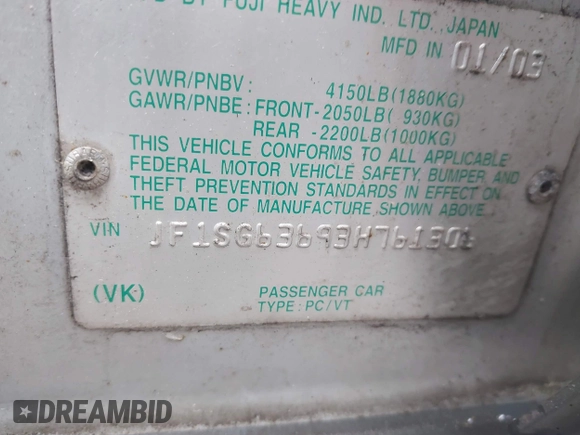 BY FUJI HEAVY IND. LTD., JAPAN
MFD IN 01/03
GVWR/PNBV: 4150LB(1880KG)
GAWR/PNBE: FRONT-2050LB( 930KG)
REAR -2200LB(1000KG)
THIS VEHICLE CONFORMS TO ALL APPLICABLE
FEDERAL MOTOR VEHICLE SAFETY, BUMPER, AND
THEFT PREVENTION STANDARDS IN EFFECT ON
THE DATE OF MANUFACTURE SHOWN ABOVE.
VIN
(VK)
PASSENGER CAR
TYPE: PC/VT
DREAMBID